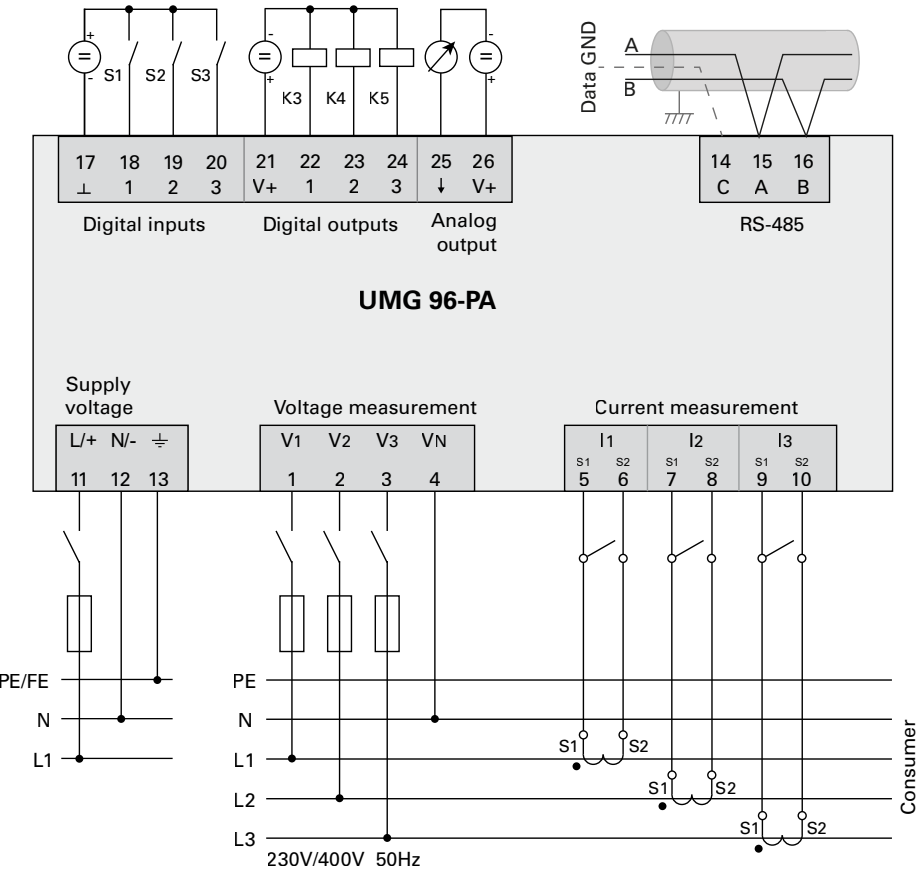 + - + -
= = =
- + +
S1 S2 S3
K3 K4 K5
Data GND
A
B
17 18 19 20 21 22 23 24 25 26
⊥ 1 2 3 V+ 1 2 3 ↓ V+
14 15 16
C A B
Digital inputs
Digital outputs
Analog
output
RS-485
UMG 96-PA
Supply
voltage
Voltage measurement
Current measurement
L/+ N/- ⏚
V1 V2 V3 VN
I1 I2 I3
S1 S2 S1 S2 S1 S2
11 12 13
1 2 3 4
5 6 7 8 9 10
PE/FE
N
L1
PE
N
L1
L2
L3
S1 S2
S1 S2
S1 S2
230V/400V 50Hz
Consumer